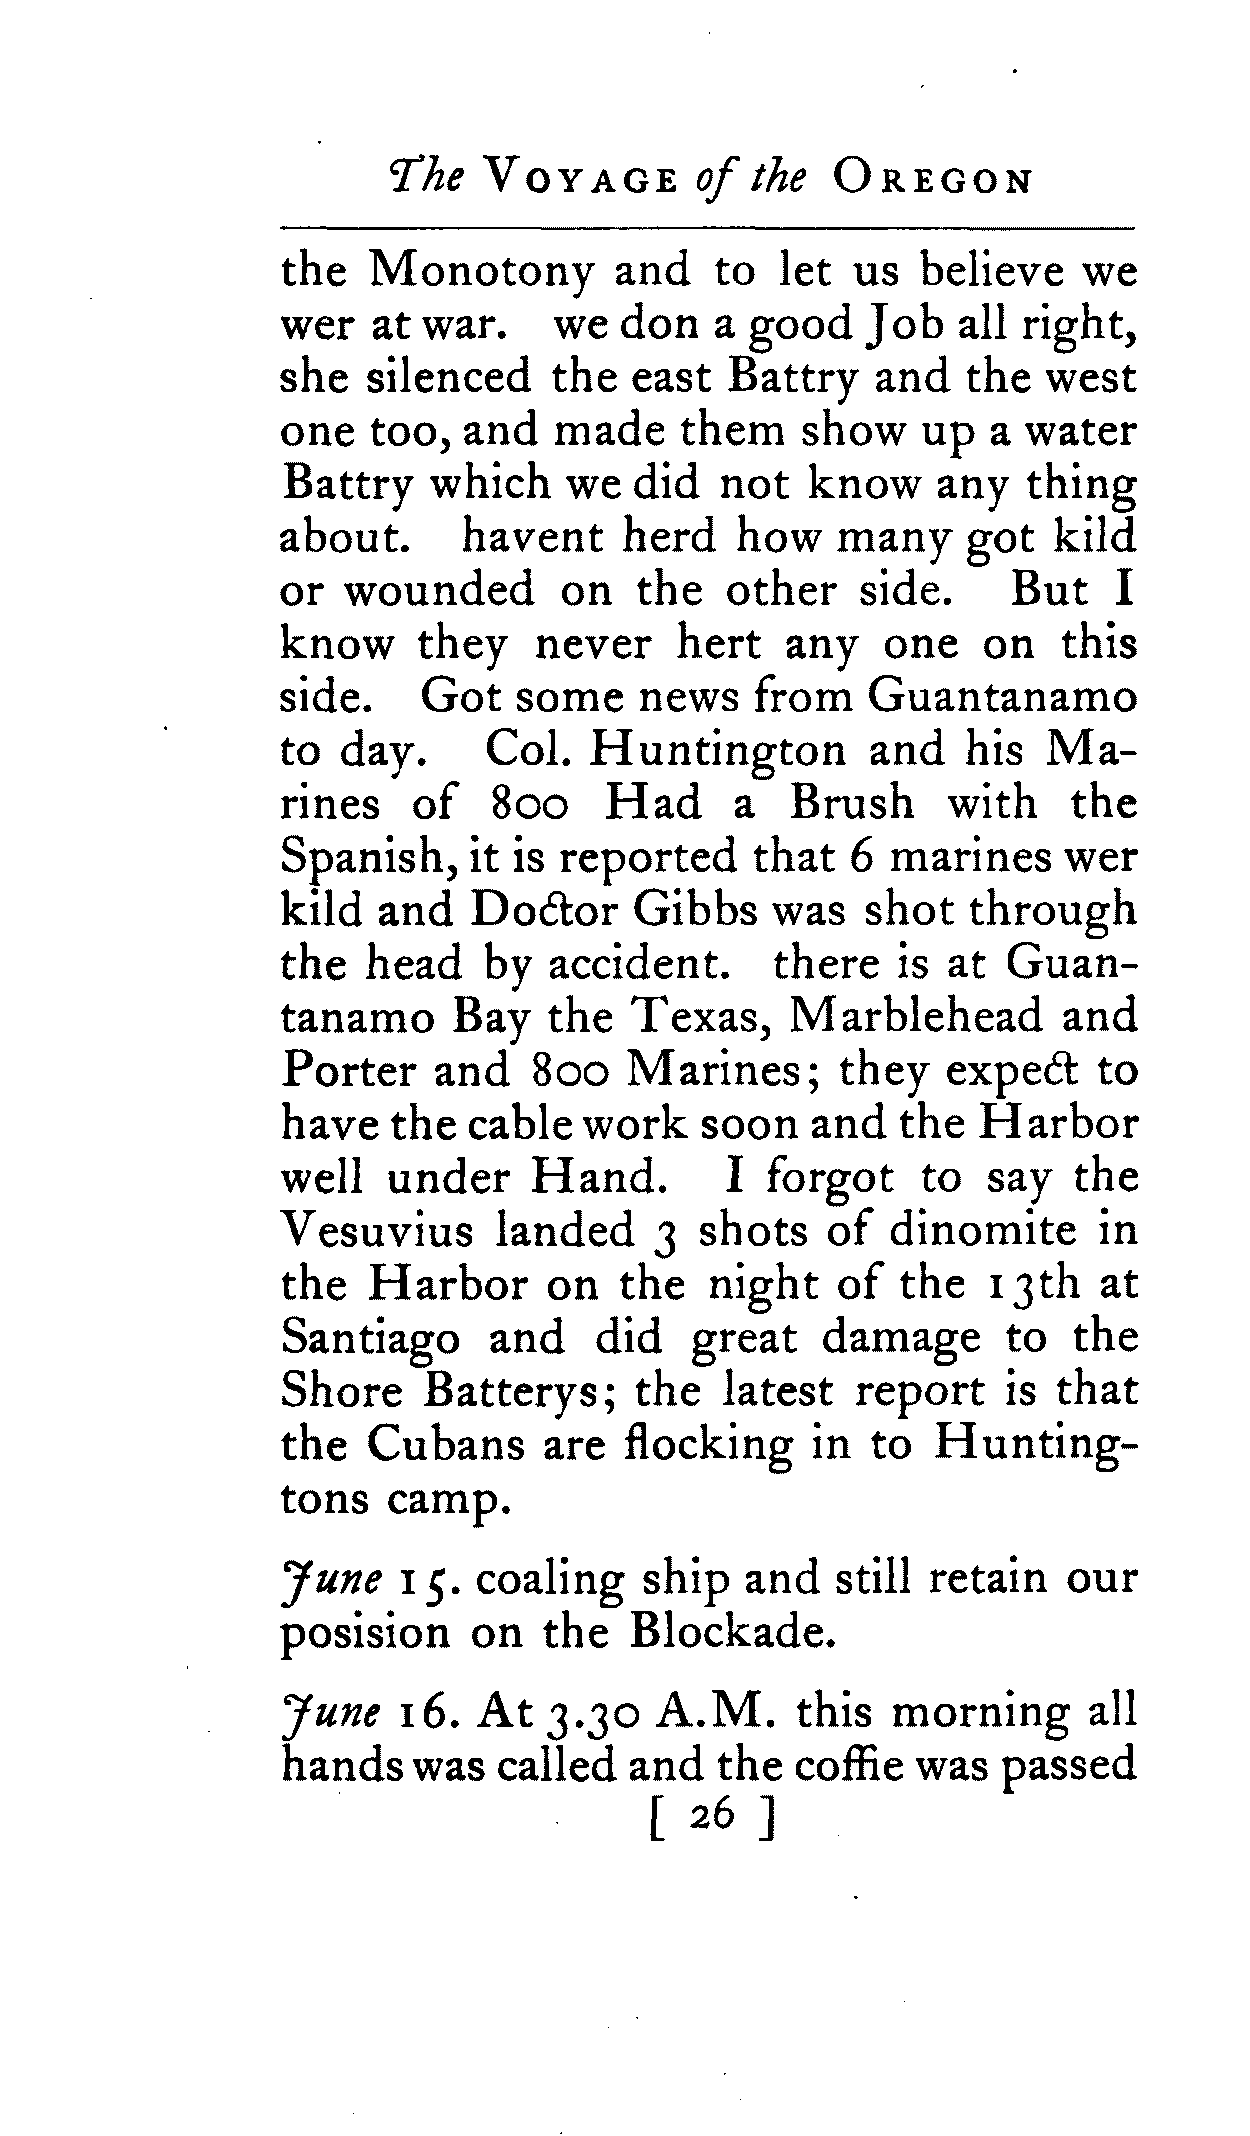 The Voyage of the Oregon
the Monotony and to let us believe we
wer at war. we don a good Job all right,
she silenced the east Battry and the west
one too, and made them show up a water
Battry which we did not know any thing
about. havent herd how many got kild
or wounded on the other side. But I
know they never hert any one on this
side. Got some news from Guantanamo
to day. Col. Huntington and his Ma-
rines of 800 Had a Brush with the
Spanish, it is reported that 6 marines wer
kild and Doctor Gibbs was shot through
the head by accident. there is at Guan-
tanamo Bay the Texas, Marblehead and
Porter and 800 Marines; they expect to
have the cable work soon and the Harbor
well under Hand. I forgot to say the
Vesuvius landed 3 shots of dinomite in
the Harbor on the night of the 13th at
Santiago and did great damage to the
Shore Batterys; the latest report is that
the Cubans are flocking in to Hunting-
tons camp.
June 15. coaling ship and still retain our
posision on the Blockade.
June 16. At 3.30 A.M. this morning all
hands was called and the coffie was passed
[ 26 ]